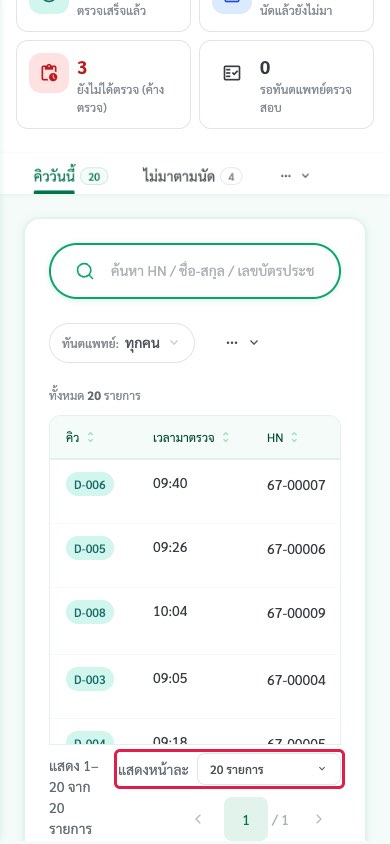 ตรวจเสร็จแล้ว
นัดแล้วยังไม่มา
3
ยังไม่ได้ตรวจ (ค้าง
ตรวจ)
0
รอทันตแพทย์ตรวจ
สอบ
คิววันนี้ 20
ไม่มาตามนัด 4
...
ค้นหา HN / ชื่อ-สกุล / เลขบัตรประช
ทันตแพทย์: ทุกคน
...
ทั้งหมด 20 รายการ
คิว เวลามาตรวจ HN
D-006 09:40 67-00007
D-005 09:26 67-00006
D-008 10:04 67-00009
D-003 09:05 67-00004
D-004 09:18 67-00005
แสดง 1–
20 จาก
20
รายการ
แสดงหน้าละ 20 รายการ
1 / 1